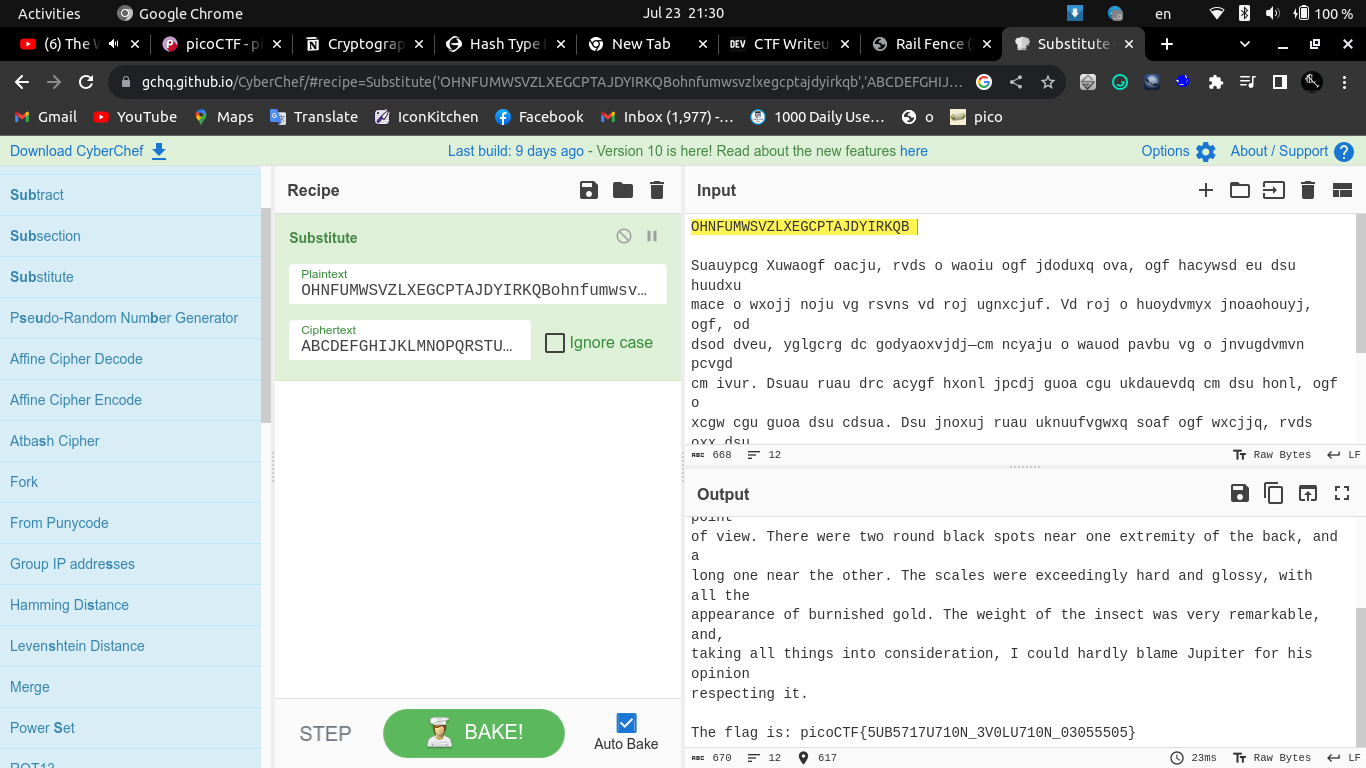 Activities
Google Chrome
Jul 23 21:30
en
100 %
(6) The W
picoCTF - pi
Cryptograp
Hash Type I
New Tab
DEV CTF Writeu
Rail Fence (
Substitute -
gchq.github.io/CyberChef/#recipe=Substitute('OHNFUMWSVZLXEGCPTAJDYIRKQBohnfumwsvzlxegcptajdyirkqb','ABCDEFGHIJ…
Gmail
YouTube
Maps
Translate
IconKitchen
Facebook
Inbox (1,977) -…
1000 Daily Use…
o
pico
Download CyberChef
Last build: 9 days ago - Version 10 is here! Read about the new features here
Options
About / Support
Subtract
Subsection
Substitute
Pseudo-Random Number Generator
Affine Cipher Decode
Affine Cipher Encode
Atbash Cipher
Fork
From Punycode
Group IP addresses
Hamming Distance
Levenshtein Distance
Merge
Power Set
ROT13
Recipe
Substitute
Plaintext
OHNFUMWSVZLXEGCPTAJDYIRKQBohnfumwsv…
Ciphertext
ABCDEFGHIJKLMNOPQRSTU…
Ignore case
STEP
BAKE!
Auto Bake
Input
OHNFUMWSVZLXEGCPTAJDYIRKQB
Suauypcg Xuwaogf oacju, rvds o waoiu ogf jdoduxq ova, ogf hacywsd eu dsu
huudxu
mace o wxojj noju vg rsvns vd roj ugnxcjuf. Vd roj o huoydvmyx jnoaohouyj,
ogf, od
dsod dveu, yglgcrg dc godyaoxvjdj—cm ncyaju o wauod pavbu vg o jnvugdvmvn
pcvgd
cm ivur. Dsuau ruau drc acygf hxonl jpcdj guoa cgu ukdauevdq cm dsu honl, ogf
o
xcgw cgu guoa dsu cdsua. Dsu jnoxuj ruau uknuufvgwxq soaf ogf wxcjjq, rvds
oxx dsu
ABC 668
12
Raw Bytes
LF
Output
point
of view. There were two round black spots near one extremity of the back, and
a
long one near the other. The scales were exceedingly hard and glossy, with
all the
appearance of burnished gold. The weight of the insect was very remarkable,
and,
taking all things into consideration, I could hardly blame Jupiter for his
opinion
respecting it.
The flag is: picoCTF{5UB5717U710N_3V0LU710N_03055505}
ABC 670
12
617
23ms
Raw Bytes
LF